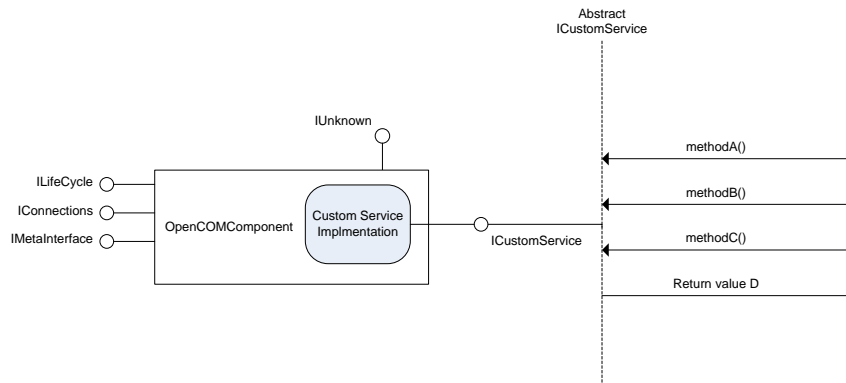 Abstract
ICustomService
IUnknown
methodA()
ILifeCycle
IConnections
IMetaInterface
OpenCOMComponent
Custom Service
Implmentation
methodB()
ICustomService
methodC()
Return value D